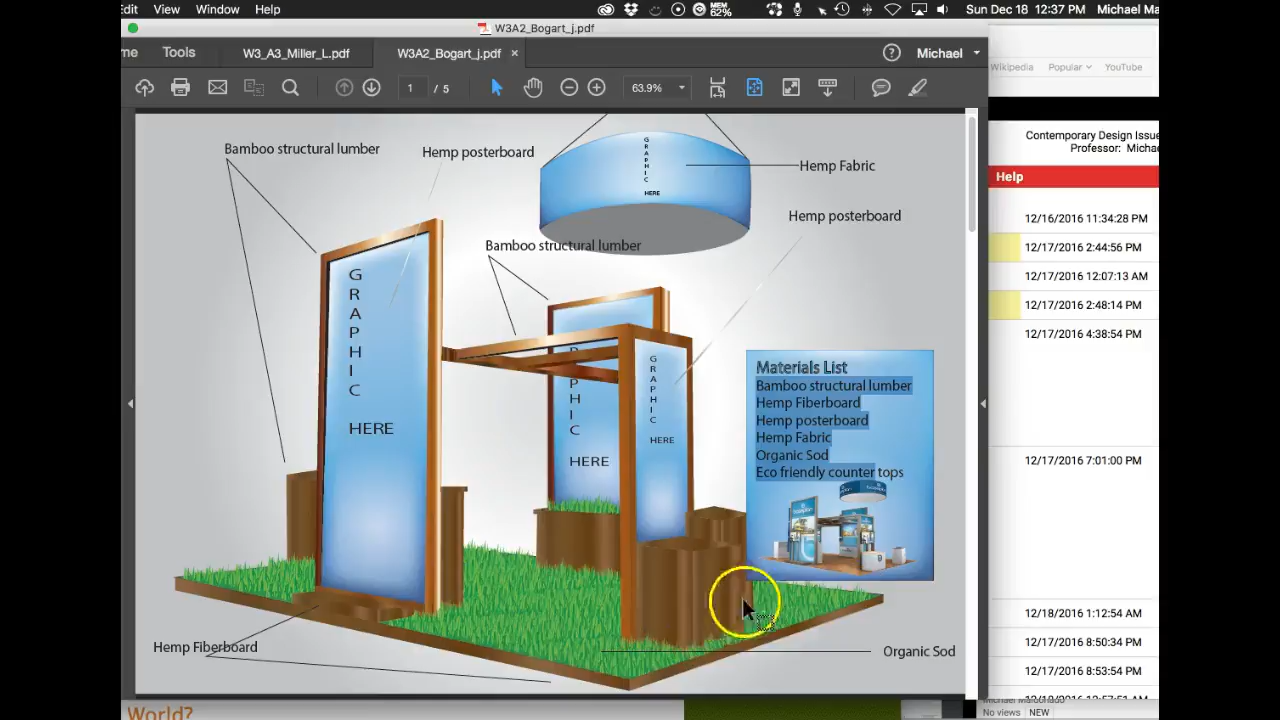 dit View Window Help MEM 62% Sun Dec 18 12:37 PM Michael Ma
W3A2_Bogart_j.pdf
me Tools W3_A3_Miller_L.pdf W3A2_Bogart_j.pdf × ? Michael
1 / 5 63.9%
Wikipedia Popular YouTube
Contemporary Design Issue
Professor: Michae
Help
12/16/2016 11:34:28 PM
12/17/2016 2:44:56 PM
12/17/2016 12:07:13 AM
12/17/2016 2:48:14 PM
12/17/2016 4:38:54 PM
12/17/2016 7:01:00 PM
12/18/2016 1:12:54 AM
12/17/2016 8:50:34 PM
12/17/2016 8:53:54 PM
No views NEW
Bamboo structural lumber
Hemp posterboard
GRAPHIC
HERE
Hemp Fabric
Hemp posterboard
Bamboo structural lumber
GRAPHIC
HERE
GRAPHIC
HERE
GRAPHIC
HERE
Materials List
Bamboo structural lumber
Hemp Fiberboard
Hemp posterboard
Hemp Fabric
Organic Sod
Eco friendly counter tops
Hemp Fiberboard
Organic Sod
World?